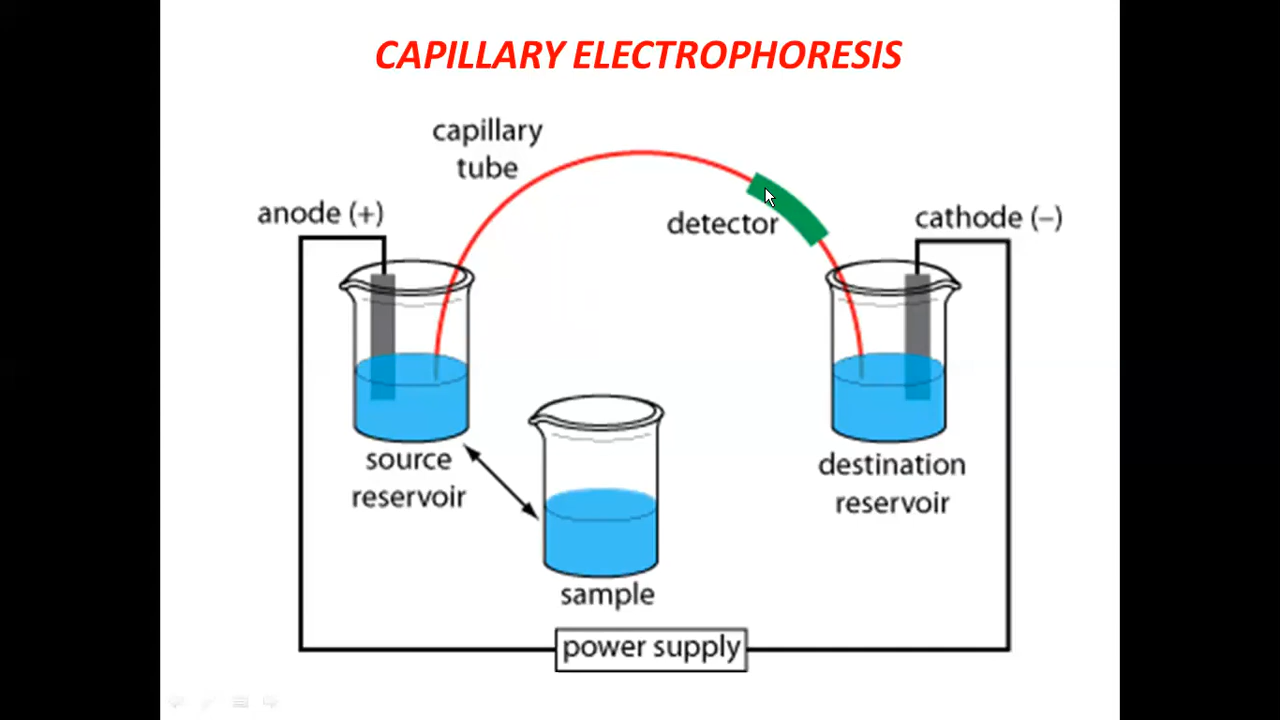 CAPILLARY ELECTROPHORESIS
capillary
tube
anode (+)
detector
cathode (–)
source
reservoir
destination
reservoir
sample
power supply